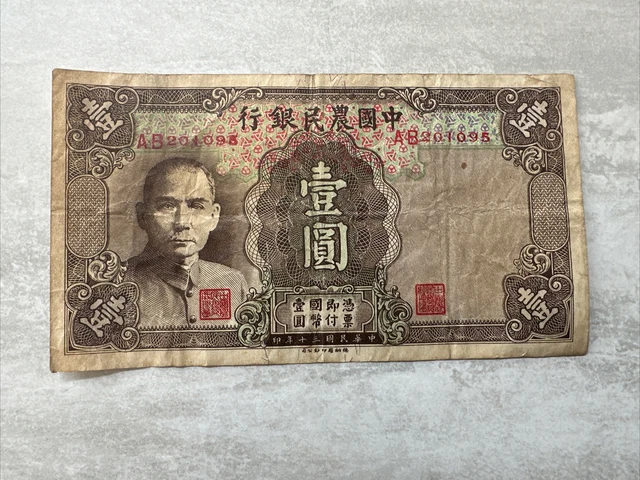 中國農民銀行
AB201095
AB201095
壹
壹
壹圓
憑票即付國幣壹圓
壹
壹
中華民國三十年印